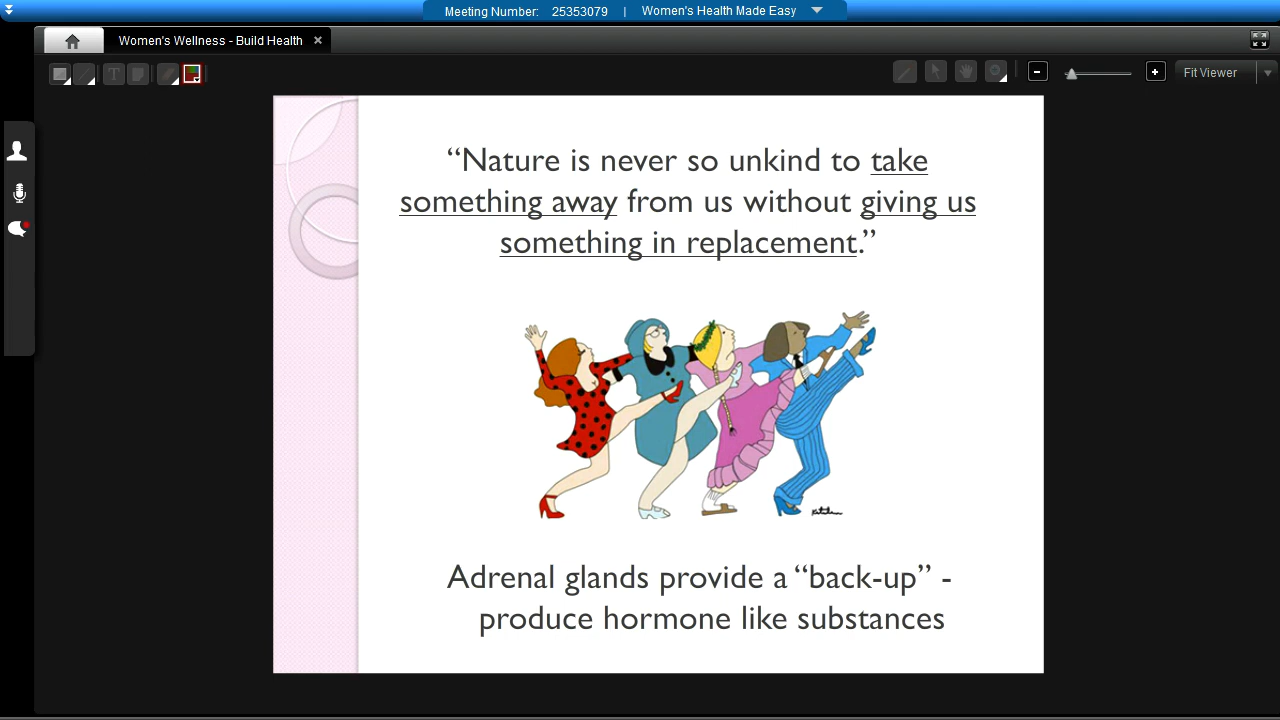 Meeting Number: 25353079 | Women's Health Made Easy
Women's Wellness - Build Health
Fit Viewer
“Nature is never so unkind to take
something away from us without giving us
something in replacement.”
Adrenal glands provide a “back-up” -
produce hormone like substances